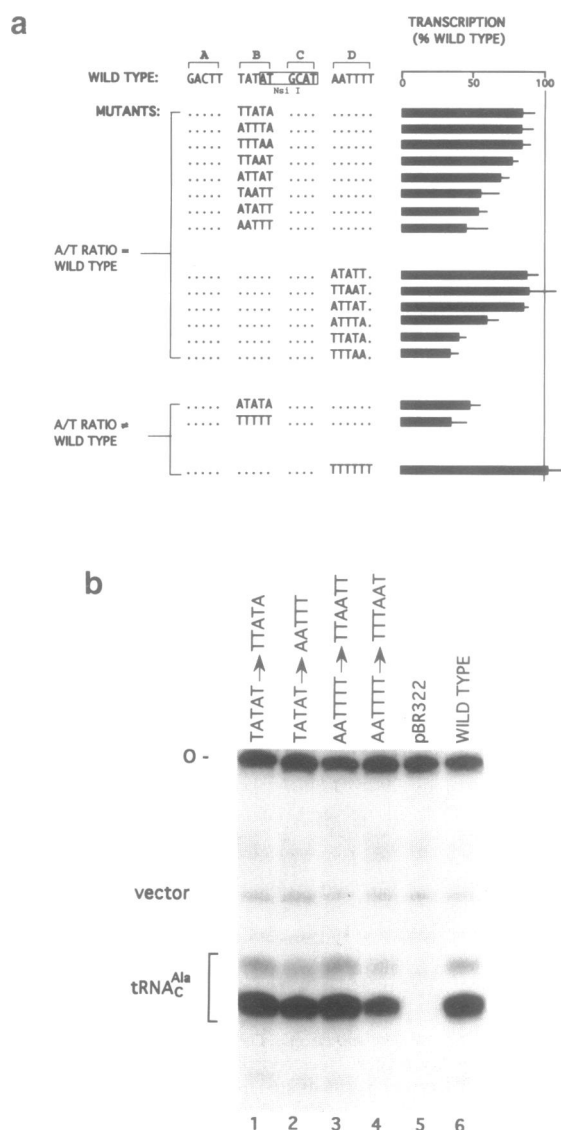 a
TRANSCRIPTION
(% WILD TYPE)
A B C D
WILD TYPE: GACTT TATAT GCAT AATTTT 0 50 100
Nsi I
MUTANTS: ..... TTATA .... ......
..... ATTTA .... ......
..... TTTAA .... ......
..... TTAAT .... ......
..... ATTAT .... ......
..... TAATT .... ......
..... ATATT .... ......
..... AATTT .... ......
A/T RATIO =
WILD TYPE
..... ..... .... ATATT.
..... ..... .... TTAAT.
..... ..... .... ATTAT.
..... ..... .... ATTTA.
..... ..... .... TTATA.
..... ..... .... TTTAA.
A/T RATIO ≠
WILD TYPE
..... ATATA .... ......
..... TTTTT .... ......
..... ..... .... TTTTTT
b
TATAT→TTATA
TATAT→AATTT
AATTTT→TTAATT
AATTTT→TTTAAT
pBR322
WILD TYPE
O -
vector
tRNA Ala C
1 2 3 4 5 6